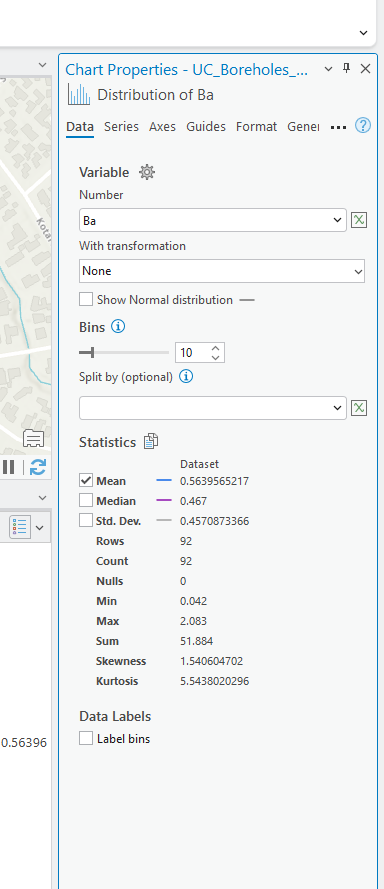 Chart Properties - UC_Boreholes_...
Distribution of Ba
Data Series Axes Guides Format Gener ...
Variable
Number
Ba
With transformation
None
Show Normal distribution
Bins
10
Split by (optional)
Statistics
Dataset
Mean 0.5639565217
Median 0.467
Std. Dev. 0.4570873366
Rows 92
Count 92
Nulls 0
Min 0.042
Max 2.083
Sum 51.884
Skewness 1.540604702
Kurtosis 5.5438020296
Data Labels
Label bins
Kotai
0.56396